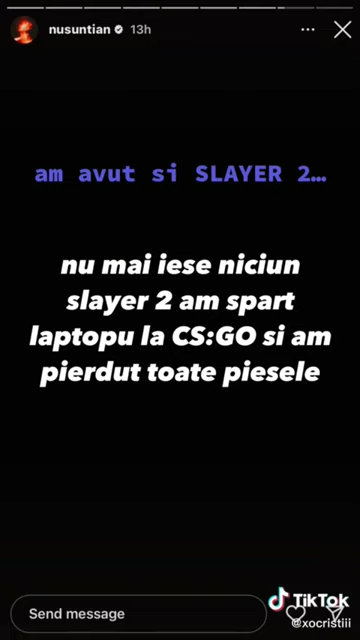 nusuntian 13h
am avut si SLAYER 2...
nu mai iese niciun
slayer 2 am spart
laptopu la CS:GO si am
pierdut toate piesele
Send message
TikTok
@xocristiii